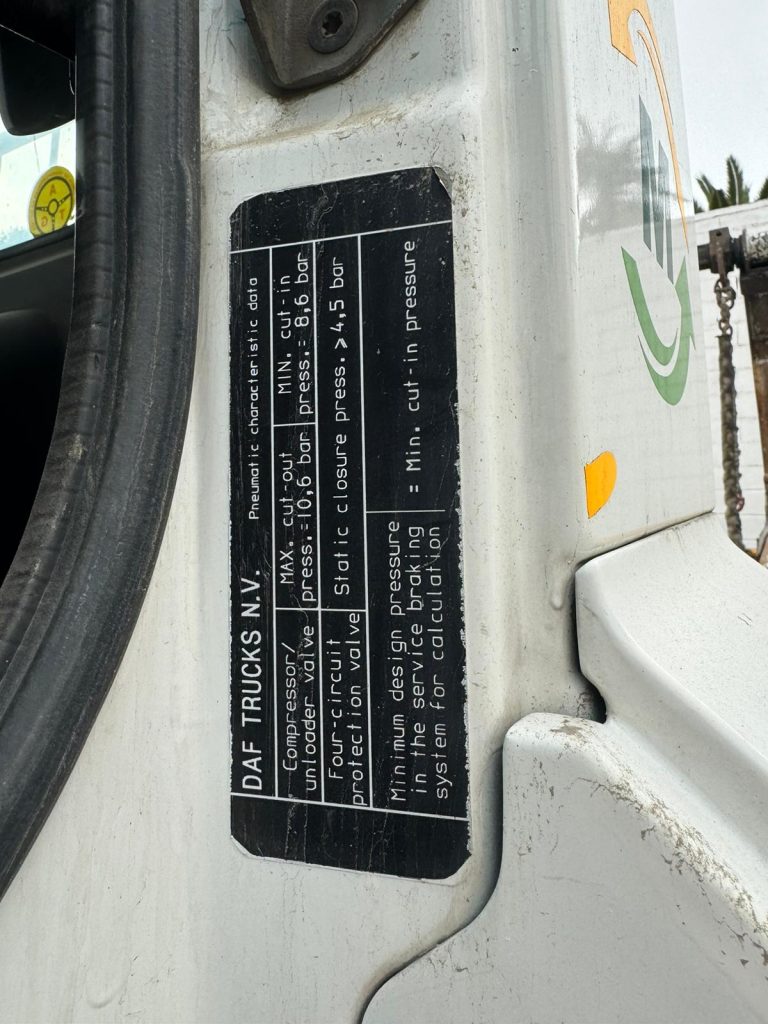 DAF TRUCKS N.V. Pneumatic characteristic data
Compressor/
unloader valve
MAX. cut-out
press.=10,6 bar
MIN. cut-in
press.= 8,6 bar
Four-circuit
protection valve
Static closure press. > 4,5 bar
Minimum design pressure
in the service braking
system for calculation
= Min. cut-in pressure